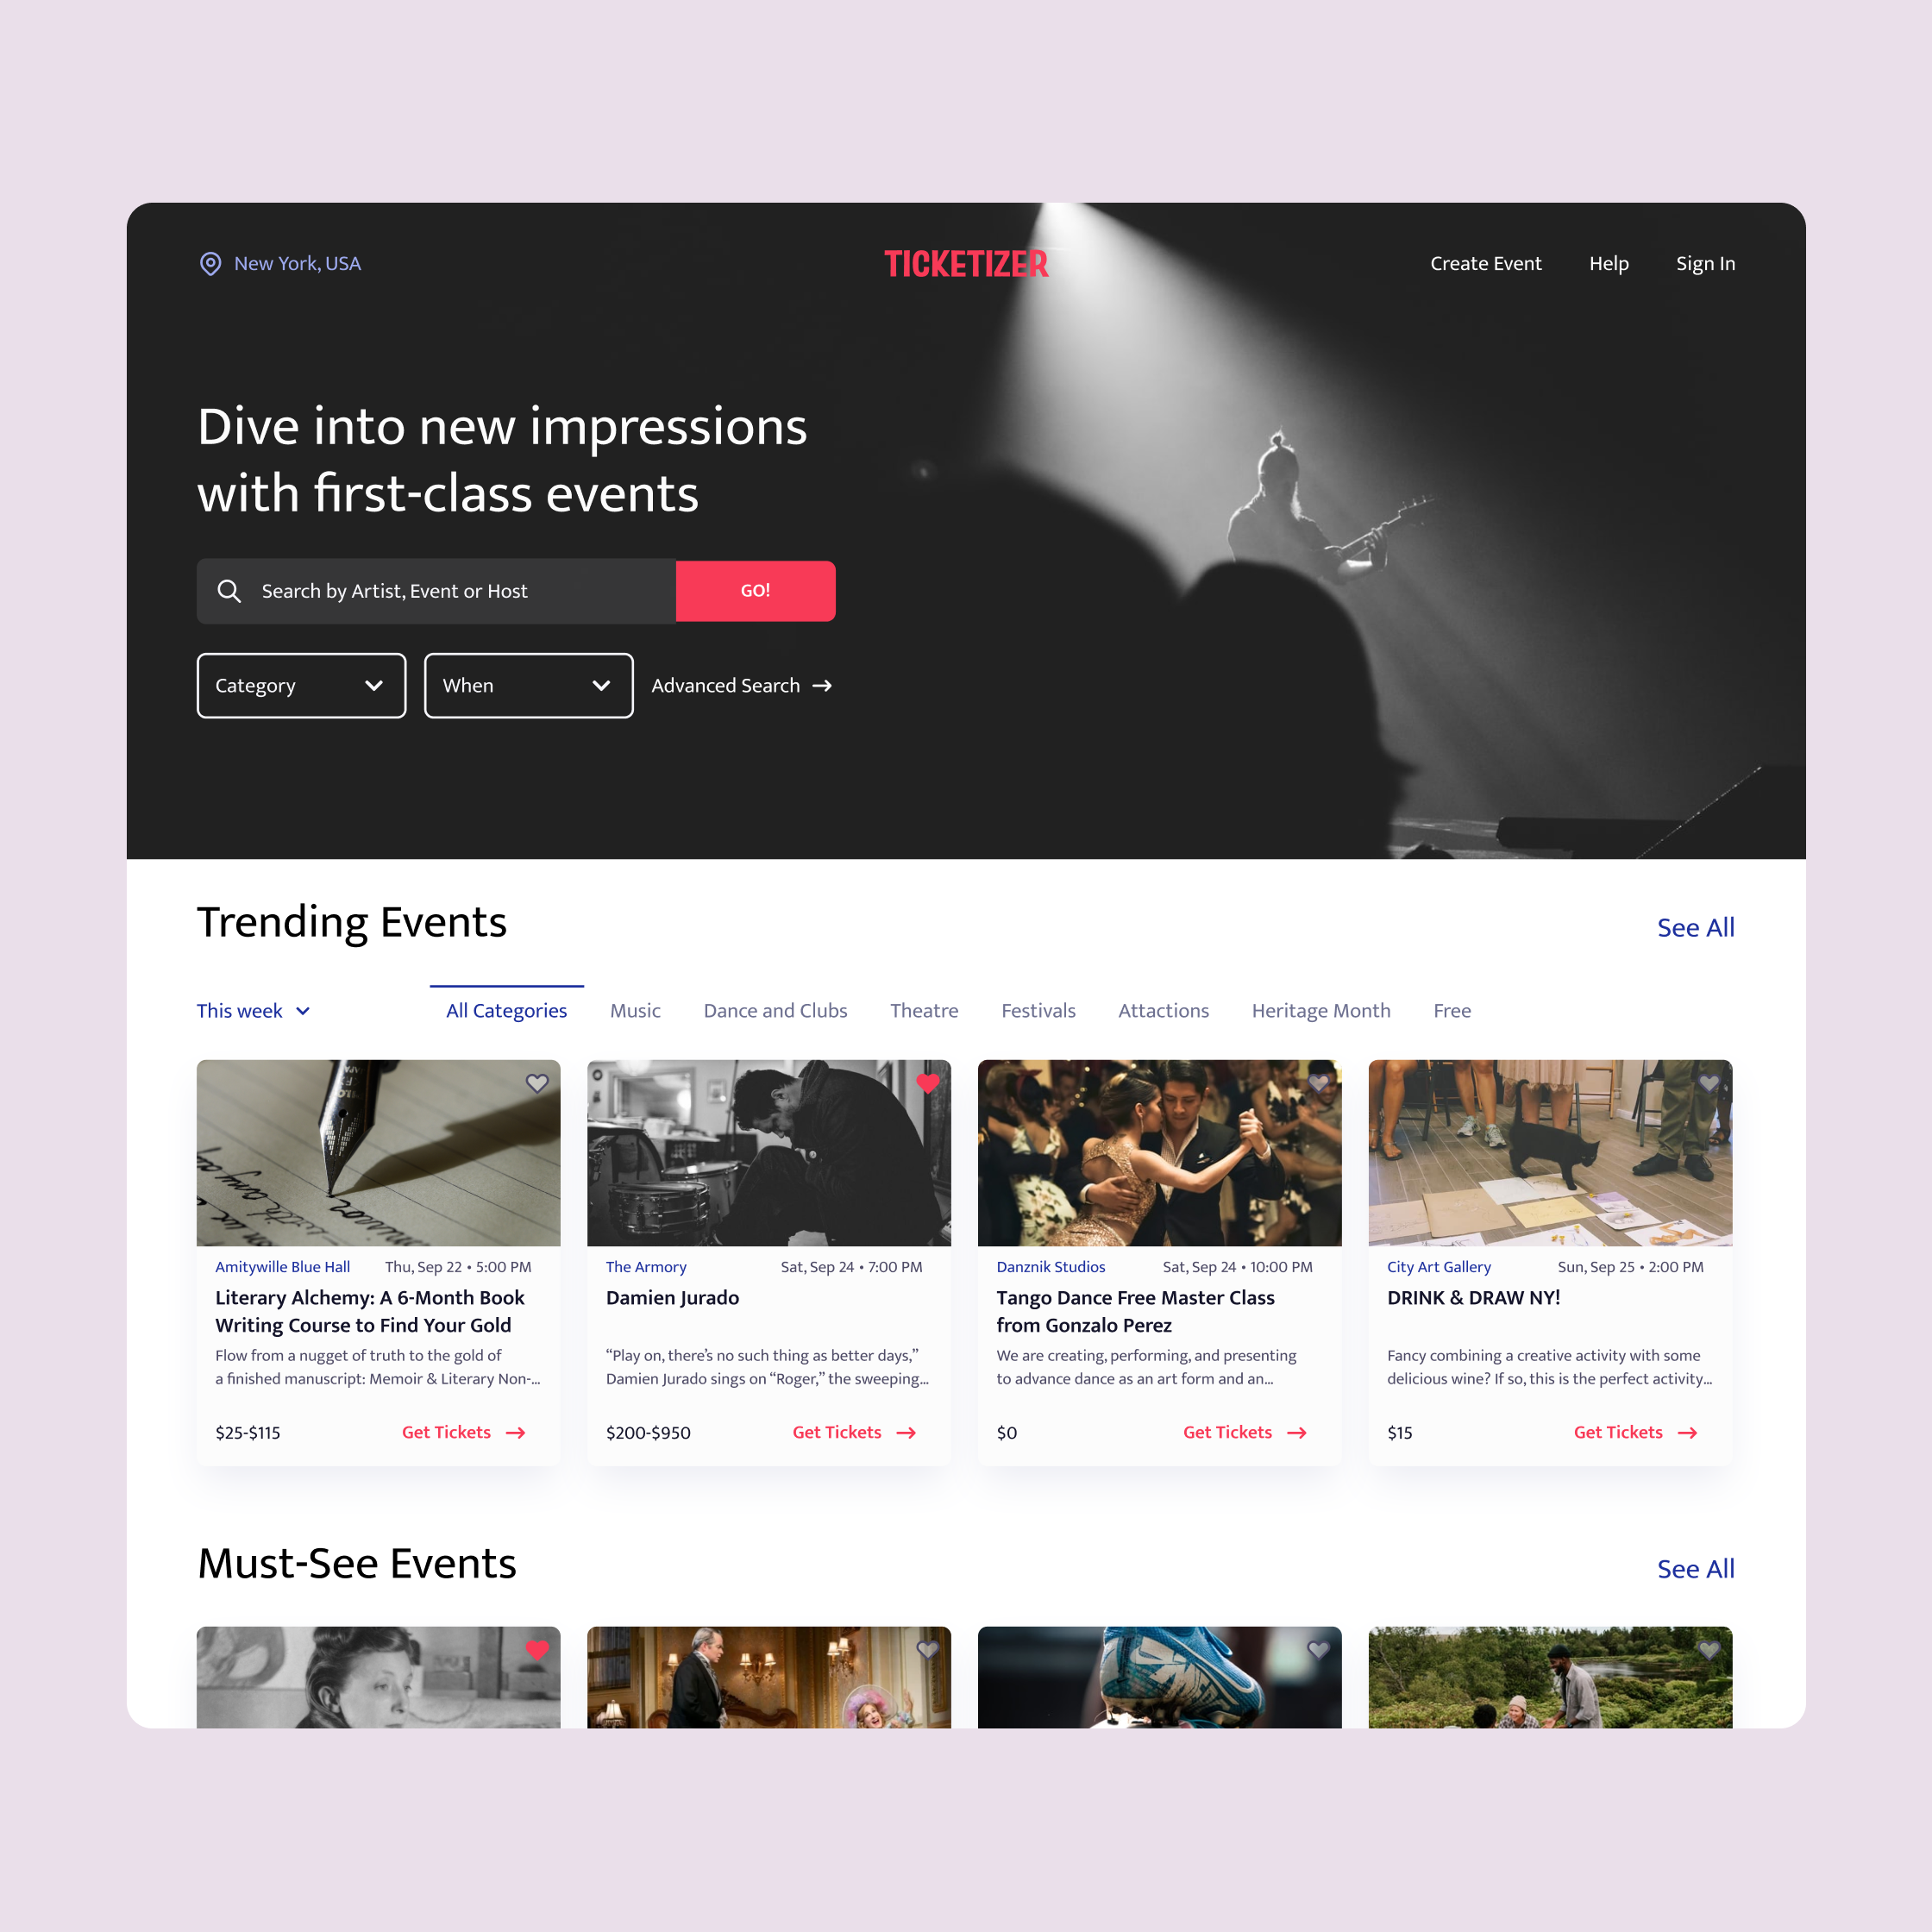 New York, USA
TICKETIZER
Create Event
Help
Sign In
Dive into new impressions
with first-class events
Search by Artist, Event or Host
GO!
Category
When
Advanced Search
Trending Events
See All
This week
All Categories
Music
Dance and Clubs
Theatre
Festivals
Attactions
Heritage Month
Free
Amitywille Blue Hall
Thu, Sep 22 • 5:00 PM
Literary Alchemy: A 6-Month Book
Writing Course to Find Your Gold
Flow from a nugget of truth to the gold of
a finished manuscript: Memoir & Literary Non-...
$25-$115
Get Tickets
The Armory
Sat, Sep 24 • 7:00 PM
Damien Jurado
“Play on, there’s no such thing as better days,”
Damien Jurado sings on “Roger,” the sweeping...
$200-$950
Get Tickets
Danznik Studios
Sat, Sep 24 • 10:00 PM
Tango Dance Free Master Class
from Gonzalo Perez
We are creating, performing, and presenting
to advance dance as an art form and an...
$0
Get Tickets
City Art Gallery
Sun, Sep 25 • 2:00 PM
DRINK & DRAW NY!
Fancy combining a creative activity with some
delicious wine? If so, this is the perfect activity...
$15
Get Tickets
Must-See Events
See All